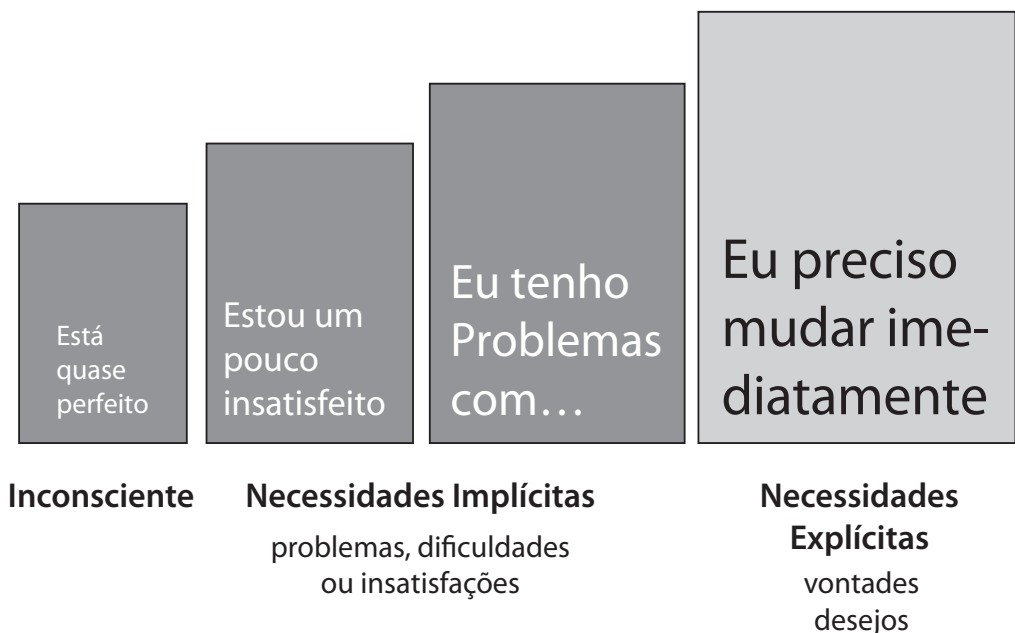 Está
quase
perfeito
Estou um
pouco
insatisfeito
Eu tenho
Problemas
com…
Eu preciso
mudar ime-
diatamente
Inconsciente
Necessidades Implícitas
problemas, dificuldades
ou insatisfações
Necessidades
Explícitas
vontades
desejos